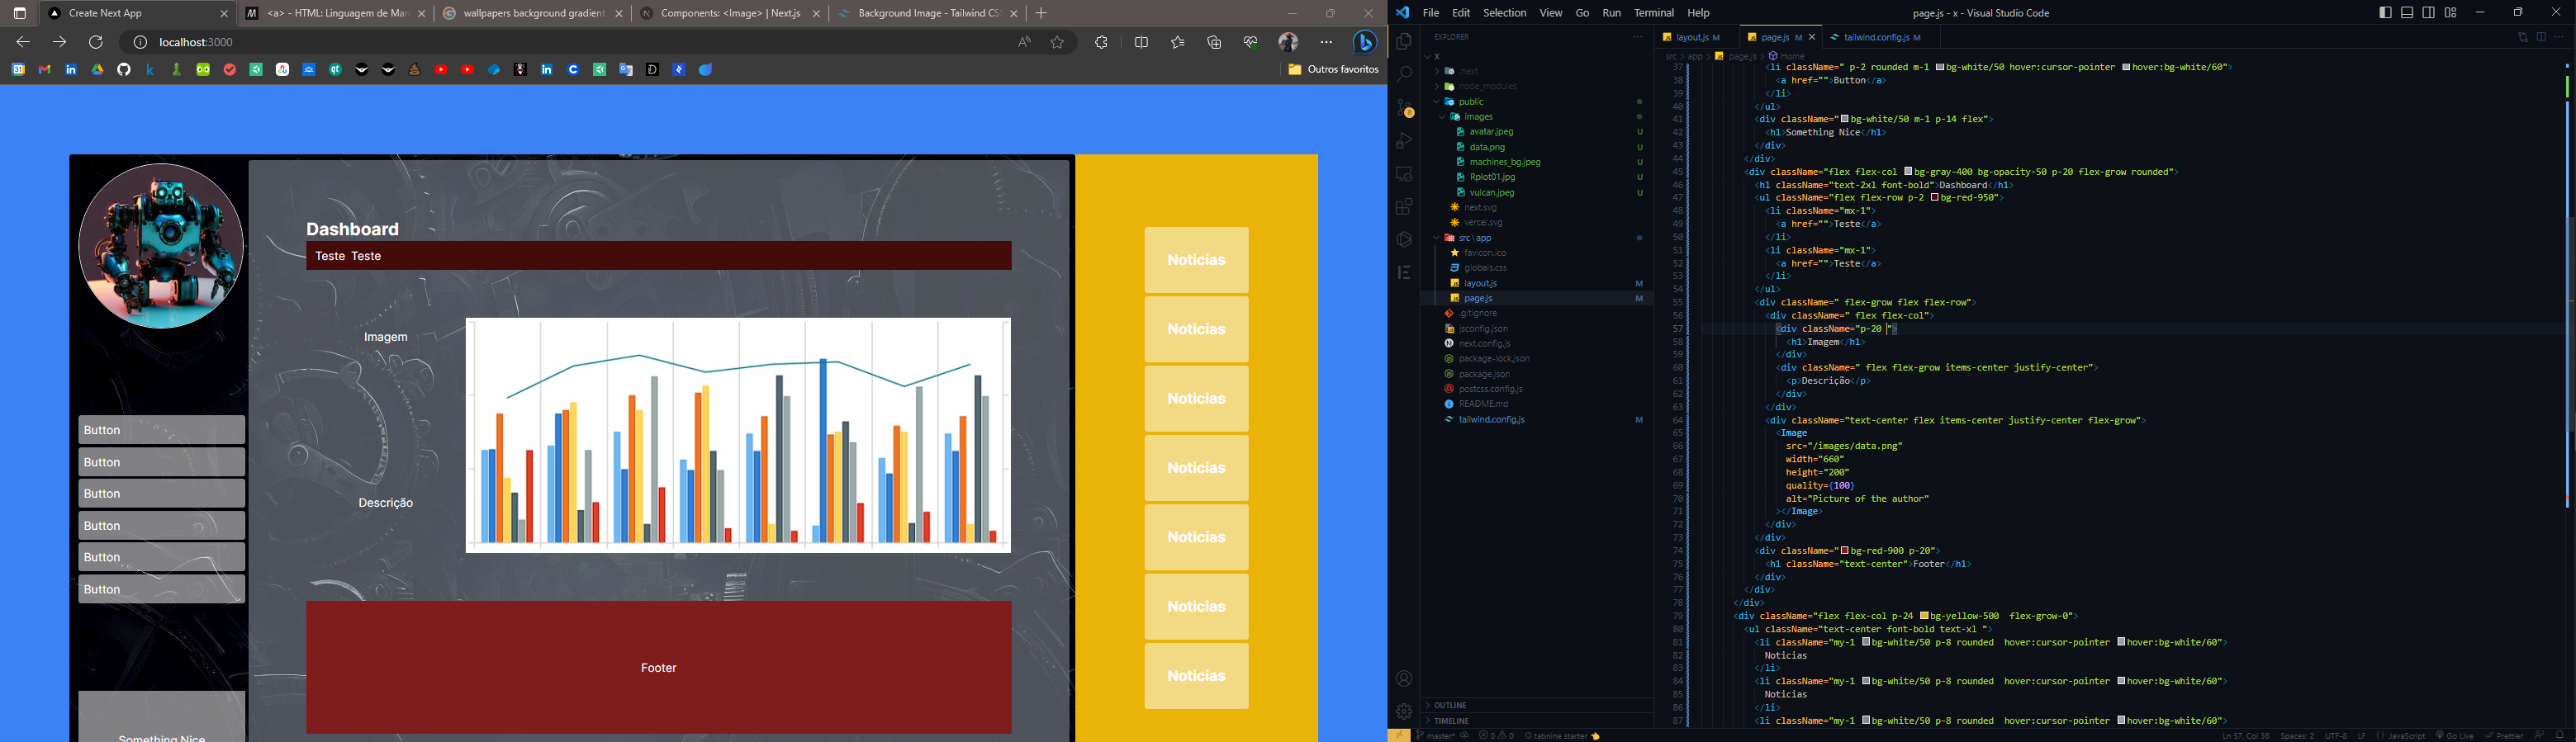 Create Next App
<a> - HTML: Linguagem de Mar
wallpapers background gradient
Components: <Image> | Next.js
Background Image - Tailwind CS
localhost:3000
Outros favoritos
Dashboard
Teste Teste
Imagem
Descrição
Button
Button
Button
Button
Button
Button
Something Nice
Footer
Noticias
Noticias
Noticias
Noticias
Noticias
Noticias
Noticias
File Edit Selection View Go Run Terminal Help
page.js - x - Visual Studio Code
EXPLORER
X
.next
node_modules
public
images
avatar.jpeg U
data.png U
machines_bg.jpeg U
Rplot01.jpg U
vulcan.jpeg U
next.svg
vercel.svg
src\app
favicon.ico
globals.css
layout.js M
page.js M
.gitignore
jsconfig.json
next.config.js
package-lock.json
package.json
postcss.config.js
README.md
tailwind.config.js M
OUTLINE
TIMELINE
layout.js M
page.js M
tailwind.config.js M
src > app > page.js > Home
37 <li className=" p-2 rounded m-1 bg-white/50 hover:cursor-pointer hover:bg-white/60">
38 <a href="">Button</a>
39 </li>
40 </ul>
41 <div className="bg-white/50 m-1 p-14 flex">
42 <h1>Something Nice</h1>
43 </div>
44 </div>
45 <div className="flex flex-col bg-gray-400 bg-opacity-50 p-20 flex-grow rounded">
46 <h1 className="text-2xl font-bold">Dashboard</h1>
47 <ul className="flex flex-row p-2 bg-red-950">
48 <li className="mx-1">
49 <a href="">Teste</a>
50 </li>
51 <li className="mx-1">
52 <a href="">Teste</a>
53 </li>
54 </ul>
55 <div className=" flex-grow flex flex-row">
56 <div className=" flex flex-col">
57 <div className="p-20 ">
58 <h1>Imagem</h1>
59 </div>
60 <div className=" flex flex-grow items-center justify-center">
61 <p>Descrição</p>
62 </div>
63 </div>
64 <div className="text-center flex items-center justify-center flex-grow">
65 <Image
66 src="/images/data.png"
67 width="660"
68 height="200"
69 quality={100}
70 alt="Picture of the author"
71 ></Image>
72 </div>
73 </div>
74 <div className="bg-red-900 p-20">
75 <h1 className="text-center">Footer</h1>
76 </div>
77 </div>
78 </div>
79 <div className="flex flex-col p-24 bg-yellow-500  flex-grow-0">
80 <ul className="text-center font-bold text-xl ">
81 <li className="my-1 bg-white/50 p-8 rounded  hover:cursor-pointer hover:bg-white/60">
82 Noticias
83 </li>
84 <li className="my-1 bg-white/50 p-8 rounded  hover:cursor-pointer hover:bg-white/60">
85 Noticias
86 </li>
87 <li className="my-1 bg-white/50 p-8 rounded  hover:cursor-pointer hover:bg-white/60">
master* 0 0 tabnine starter
Ln 57, Col 36 Spaces: 2 UTF-8 LF JavaScript Go Live Prettier